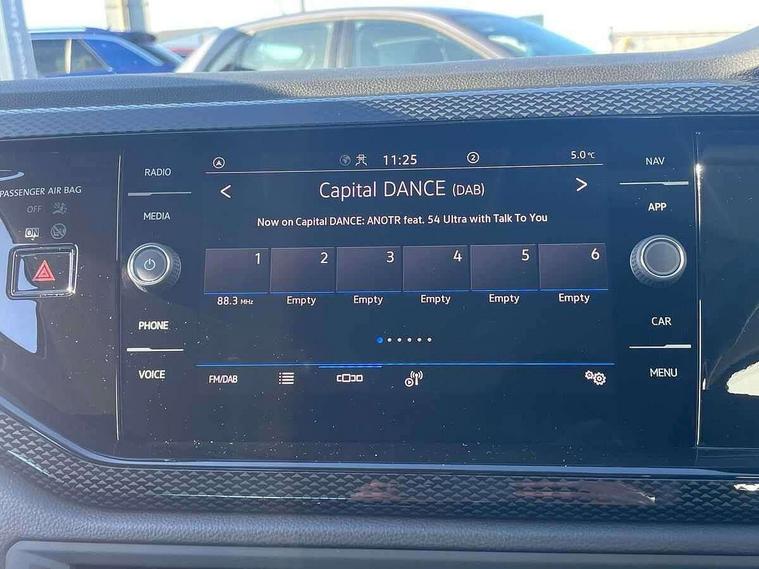 PASSENGER AIR BAG
OFF
ON
RADIO
MEDIA
PHONE
VOICE
11:25
2
5.0°C
< Capital DANCE (DAB) >
Now on Capital DANCE: ANOTR feat. 54 Ultra with Talk To You
1 2 3 4 5 6
88.3 MHz Empty Empty Empty Empty Empty
FM/DAB
NAV
APP
CAR
MENU